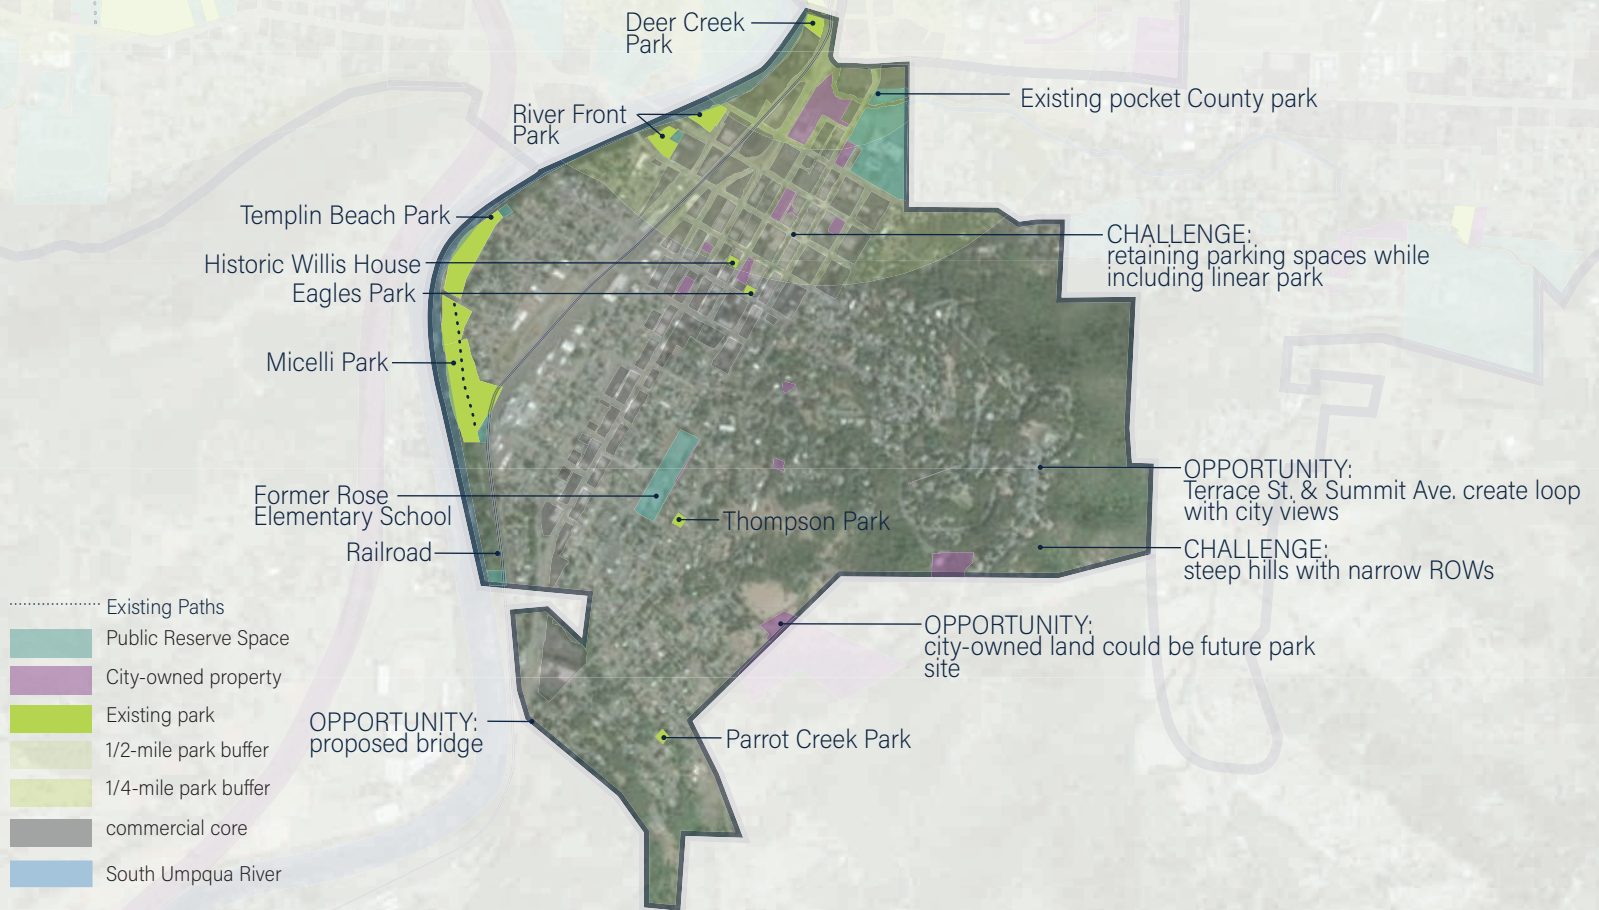 Deer Creek
Park
Existing pocket County park
River Front
Park
Templin Beach Park
CHALLENGE:
retaining parking spaces while
including linear park
Historic Willis House
Eagles Park
Micelli Park
OPPORTUNITY:
Terrace St. & Summit Ave. create loop
with city views
Former Rose
Elementary School
Thompson Park
Railroad
CHALLENGE:
steep hills with narrow ROWs
OPPORTUNITY:
city-owned land could be future park
site
OPPORTUNITY:
proposed bridge
Parrot Creek Park
Existing Paths
Public Reserve Space
City-owned property
Existing park
1/2-mile park buffer
1/4-mile park buffer
commercial core
South Umpqua River